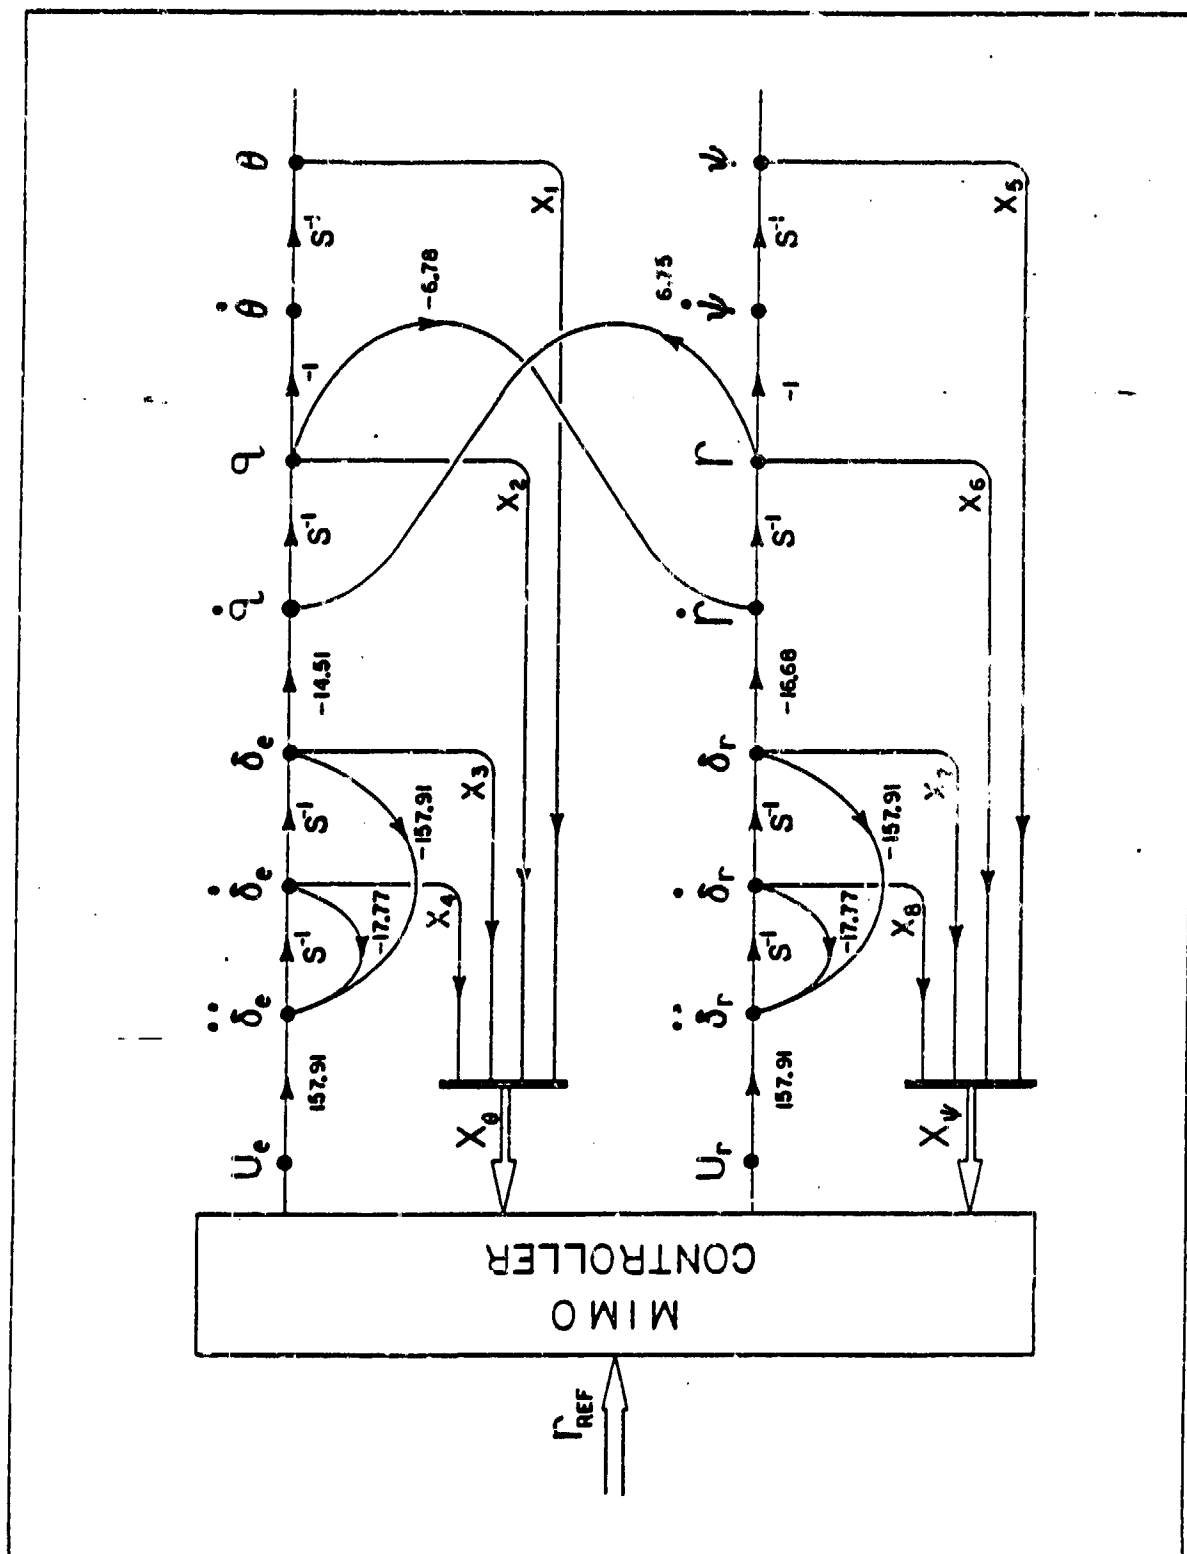 r_REF
MIMO
CONTROLLER
U_e
157.91
δ̈_e
S⁻¹
δ̇_e
S⁻¹
δ_e
-14.51
q̇
S⁻¹
q
-1
θ̇
S⁻¹
θ
-17.77
-157.91
-6.78
6.75
X_θ
X_4
X_3
X_2
X_1
U_r
157.91
δ̈_r
S⁻¹
δ̇_r
S⁻¹
δ_r
-16.68
ṙ
S⁻¹
r
-1
ψ̇
S⁻¹
ψ
-17.77
-157.91
X_ψ
X_8
X_7
X_6
X_5